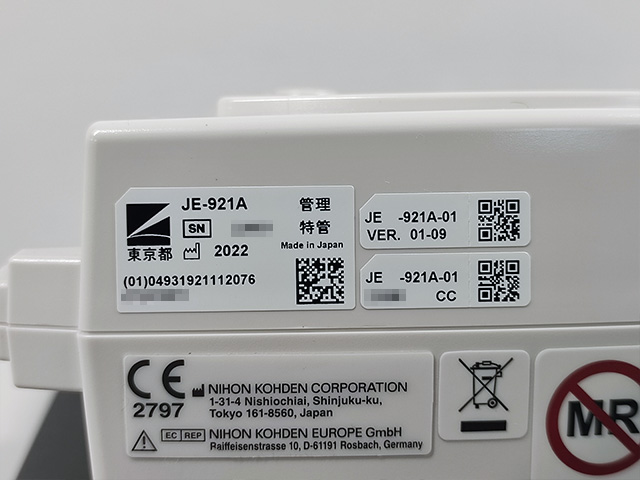 JE-921A 管理
SN 特管
東京都 2022 Made in Japan
(01)04931921112076
JE -921A-01
VER. 01-09
JE -921A-01
CC
CE
2797
NIHON KOHDEN CORPORATION
1-31-4 Nishiochiai, Shinjuku-ku,
Tokyo 161-8560, Japan
EC REP NIHON KOHDEN EUROPE GmbH
Raiffeisenstrasse 10, D-61191 Rosbach, Germany
MR